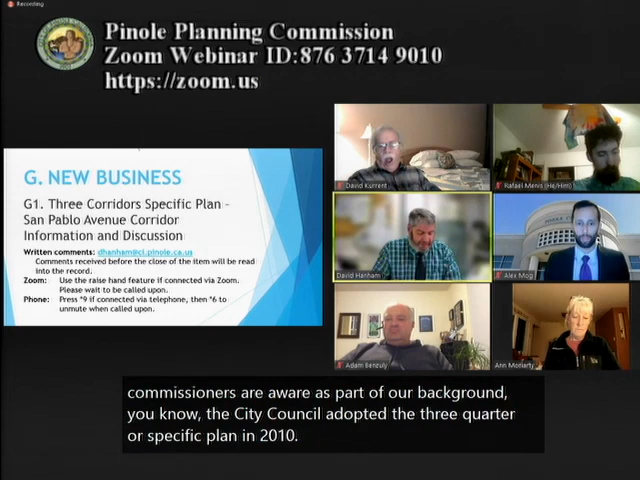 Recording
Pinole Planning Commission
Zoom Webinar ID:876 3714 9010
https://zoom.us
G. NEW BUSINESS
G1. Three Corridors Specific Plan –
San Pablo Avenue Corridor
Information and Discussion
Written comments: dhanham@ci.pinole.ca.us
Comments received before the close of the item will be read
into the record.
Zoom: Use the raise hand feature if connected via Zoom.
Please wait to be called upon.
Phone: Press *9 if connected via telephone, then *6 to
unmute when called upon.
David Kurrent
Rafael Menis (He/Him)
David Hanham
Alex Mog
Adam Benzuly
Ann Moriarty
commissioners are aware as part of our background,
you know, the City Council adopted the three quarter
or specific plan in 2010.